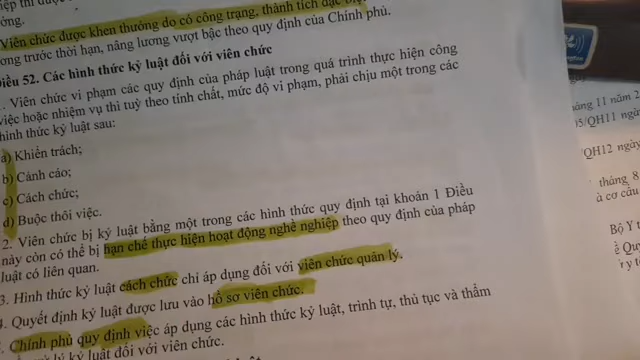 Viên chức được khen thưởng do có công trạng, thành tích đặc biệt
ương trước thời hạn, nâng lương vượt bậc theo quy định của Chính phủ.
iều 52. Các hình thức kỷ luật đối với viên chức
. Viên chức vi phạm các quy định của pháp luật trong quá trình thực hiện công
việc hoặc nhiệm vụ thì tuỳ theo tính chất, mức độ vi phạm, phải chịu một trong các
hình thức kỷ luật sau:
a) Khiển trách;
b) Cảnh cáo;
c) Cách chức;
d) Buộc thôi việc.
2. Viên chức bị kỷ luật bằng một trong các hình thức quy định tại khoản 1 Điều
này còn có thể bị hạn chế thực hiện hoạt động nghề nghiệp theo quy định của pháp
luật có liên quan.
3. Hình thức kỷ luật cách chức chỉ áp dụng đối với viên chức quản lý.
4. Quyết định kỷ luật được lưu vào hồ sơ viên chức.
. Chính phủ quy định việc áp dụng các hình thức kỷ luật, trình tự, thủ tục và thẩm
lý kỷ luật đối với viên chức.
áng 11 năm 2
5/QH11 ngà
/QH12 ngày
tháng 8
à cơ cấu
Bộ Y t